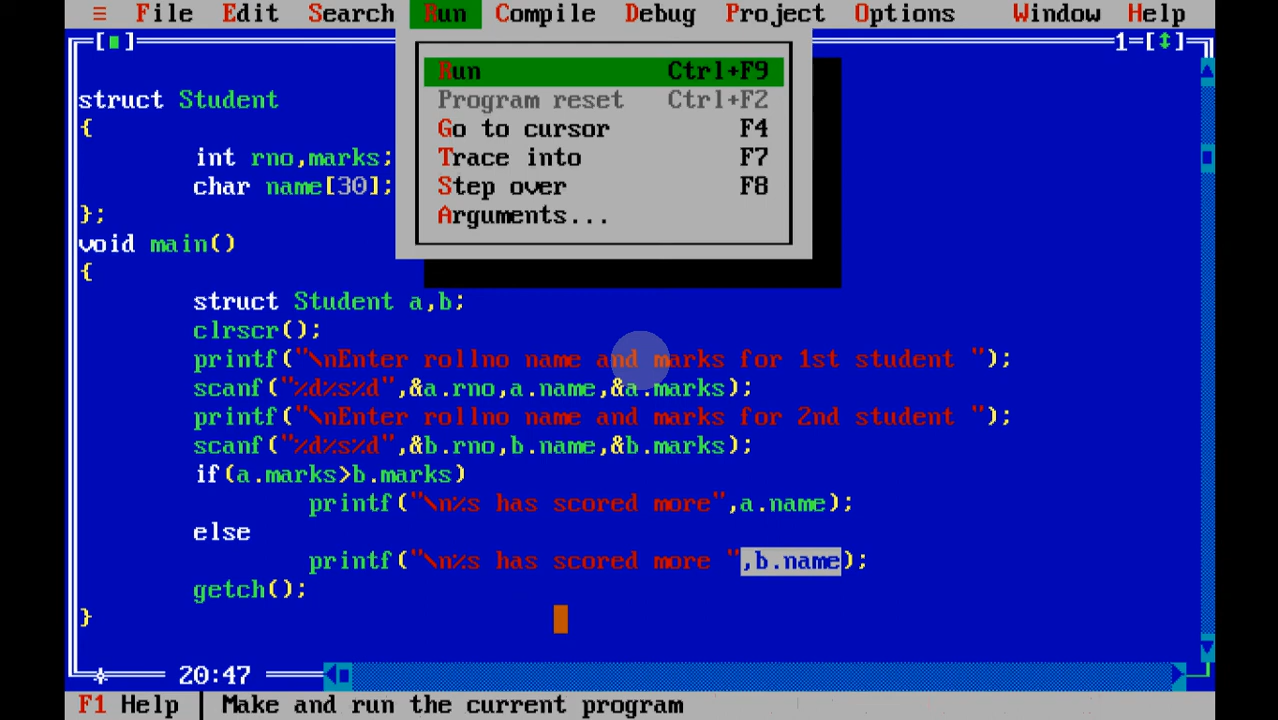 ≡ File Edit Search Run Compile Debug Project Options Window Help
[■] 1=[↕]
Run Ctrl+F9
Program reset Ctrl+F2
Go to cursor F4
Trace into F7
Step over F8
Arguments...
struct Student
{
int rno,marks;
char name[30];
};
void main()
{
struct Student a,b;
clrscr();
printf("\nEnter rollno name and marks for 1st student ");
scanf("%d%s%d",&a.rno,a.name,&a.marks);
printf("\nEnter rollno name and marks for 2nd student ");
scanf("%d%s%d",&b.rno,b.name,&b.marks);
if(a.marks>b.marks)
printf("\n%s has scored more",a.name);
else
printf("\n%s has scored more ",b.name);
getch();
}
20:47
F1 Help | Make and run the current program